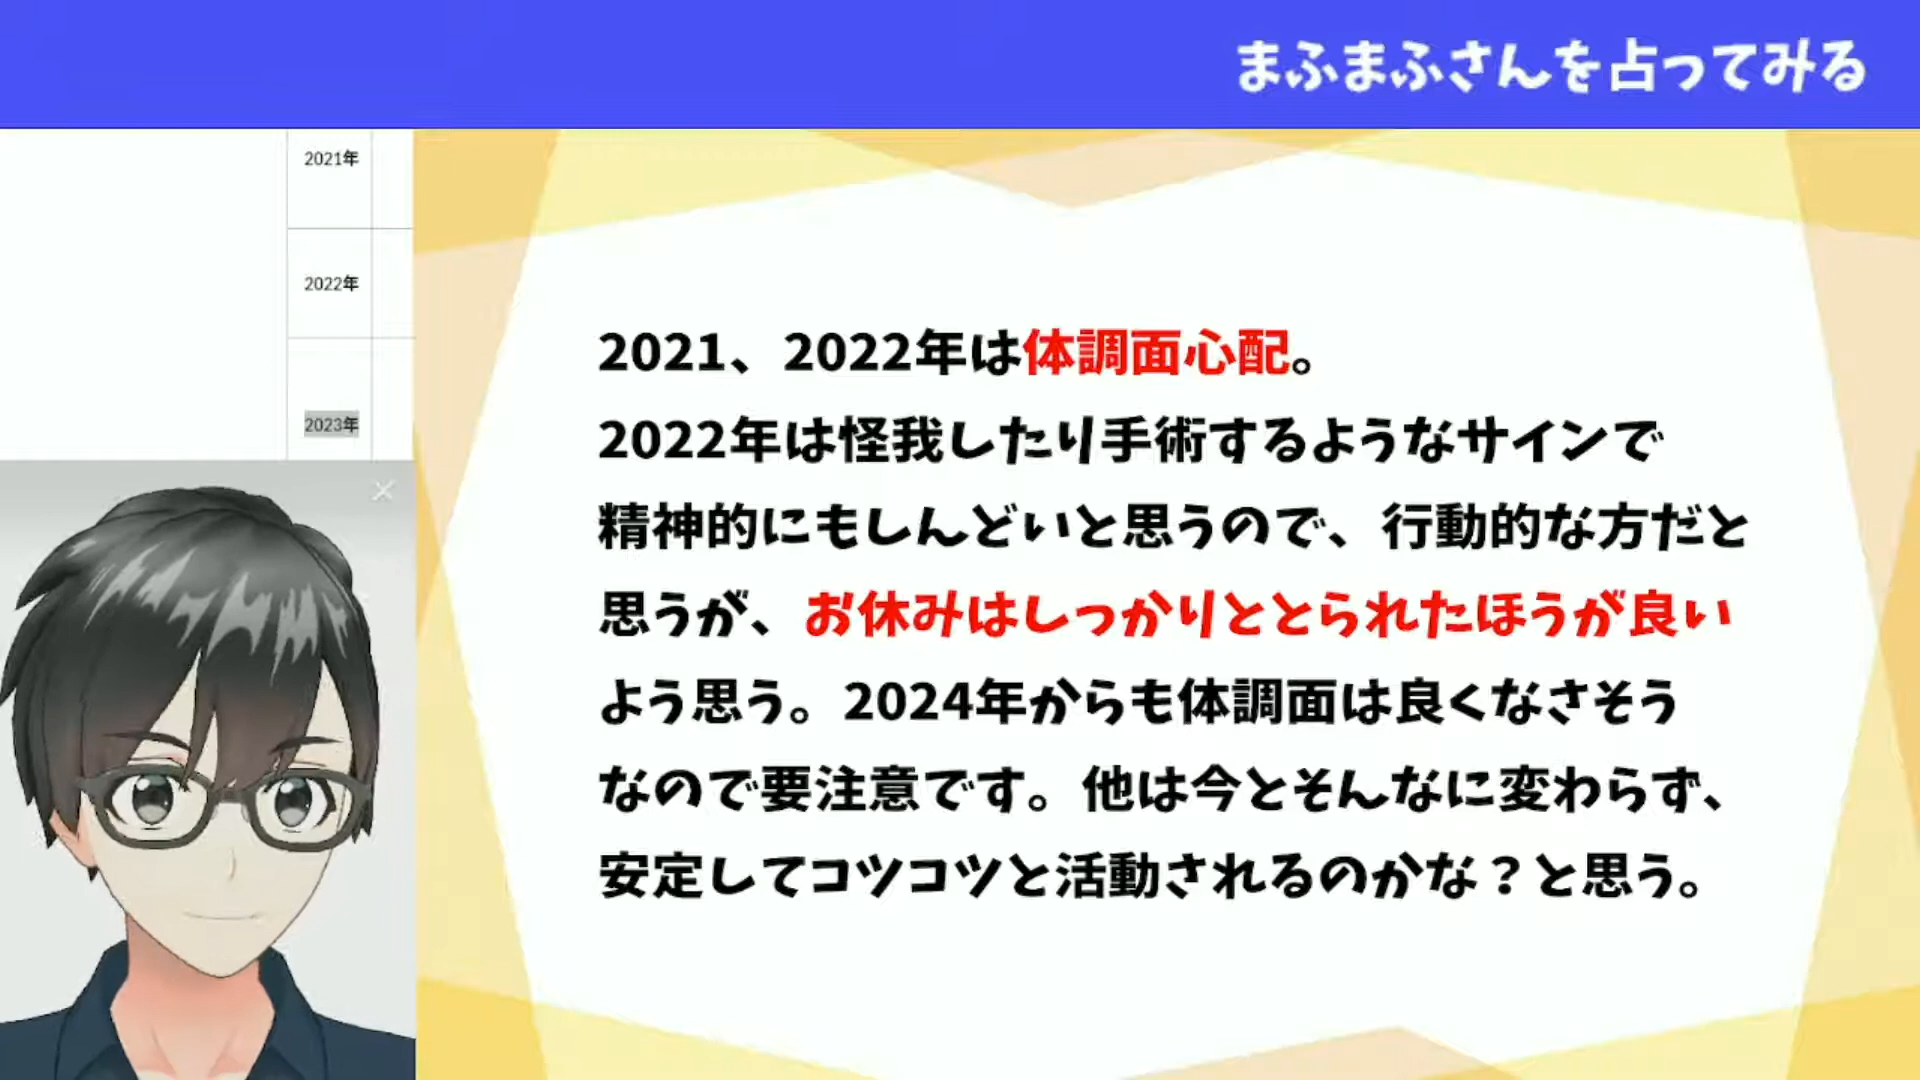 まふまふさんを占ってみる
2021年
2022年
2023年
2021、2022年は体調面心配。
2022年は怪我したり手術するようなサインで
精神的にもしんどいと思うので、行動的な方だと
思うが、お休みはしっかりととられたほうが良い
よう思う。2024年からも体調面は良くなさそう
なので要注意です。他は今とそんなに変わらず、
安定してコツコツと活動されるのかな？と思う。